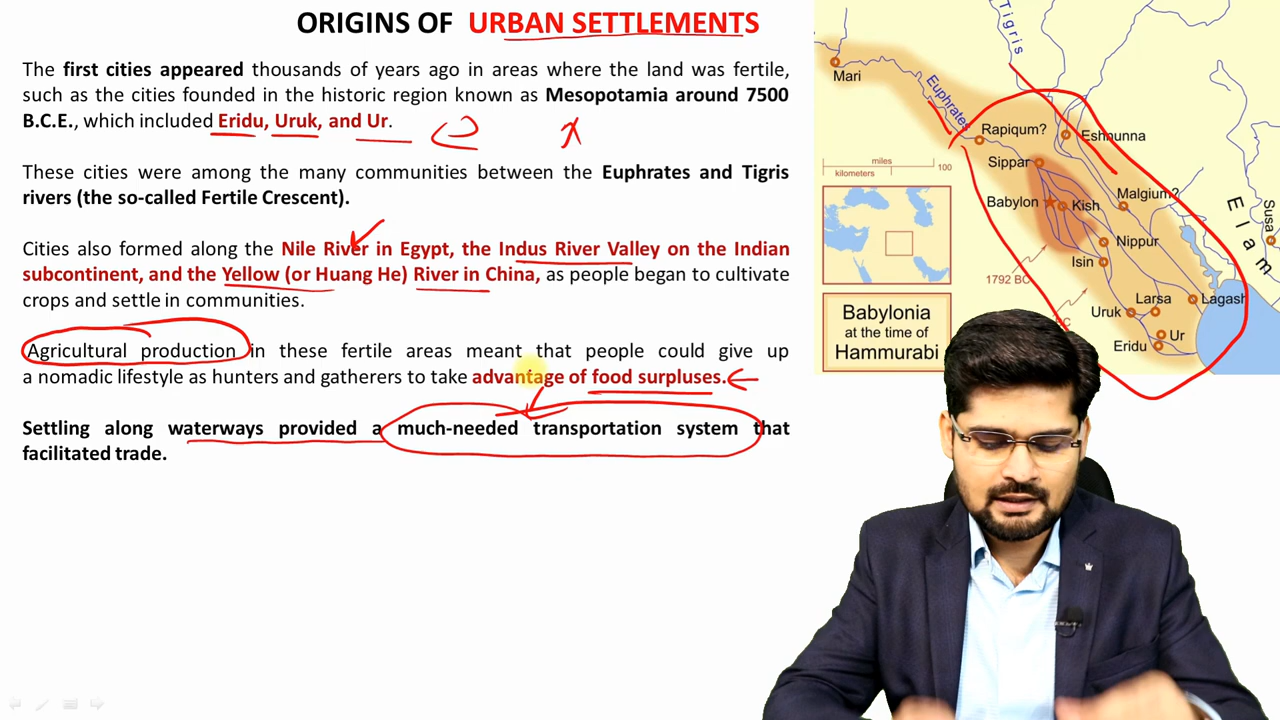 ORIGINS OF URBAN SETTLEMENTS
The first cities appeared thousands of years ago in areas where the land was fertile,
such as the cities founded in the historic region known as Mesopotamia around 7500
B.C.E., which included Eridu, Uruk, and Ur.
These cities were among the many communities between the Euphrates and Tigris
rivers (the so-called Fertile Crescent).
Cities also formed along the Nile River in Egypt, the Indus River Valley on the Indian
subcontinent, and the Yellow (or Huang He) River in China, as people began to cultivate
crops and settle in communities.
Agricultural production in these fertile areas meant that people could give up
a nomadic lifestyle as hunters and gatherers to take advantage of food surpluses.
Settling along waterways provided a much-needed transportation system that
facilitated trade.
Tigris
Mari
Euphrates
Rapiqum?
Eshnunna
Sippar
miles
kilometers
100
Malgium?
Babylon
Kish
Elam
Susa
Nippur
Isin
1792 BC
Larsa
Lagash
Uruk
Ur
Eridu
Babylonia
at the time of
Hammurabi